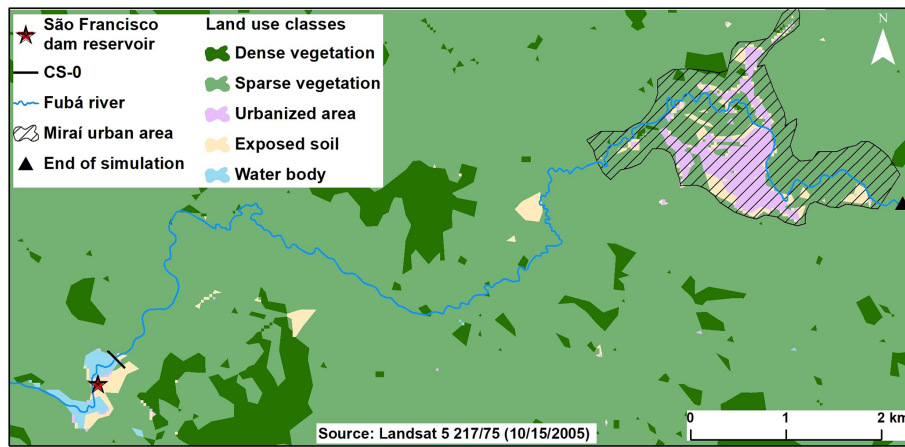 São Francisco
dam reservoir
CS-0
Fubá river
Miraí urban area
End of simulation
Land use classes
Dense vegetation
Sparse vegetation
Urbanized area
Exposed soil
Water body
N
0 1 2 km
Source: Landsat 5 217/75 (10/15/2005)